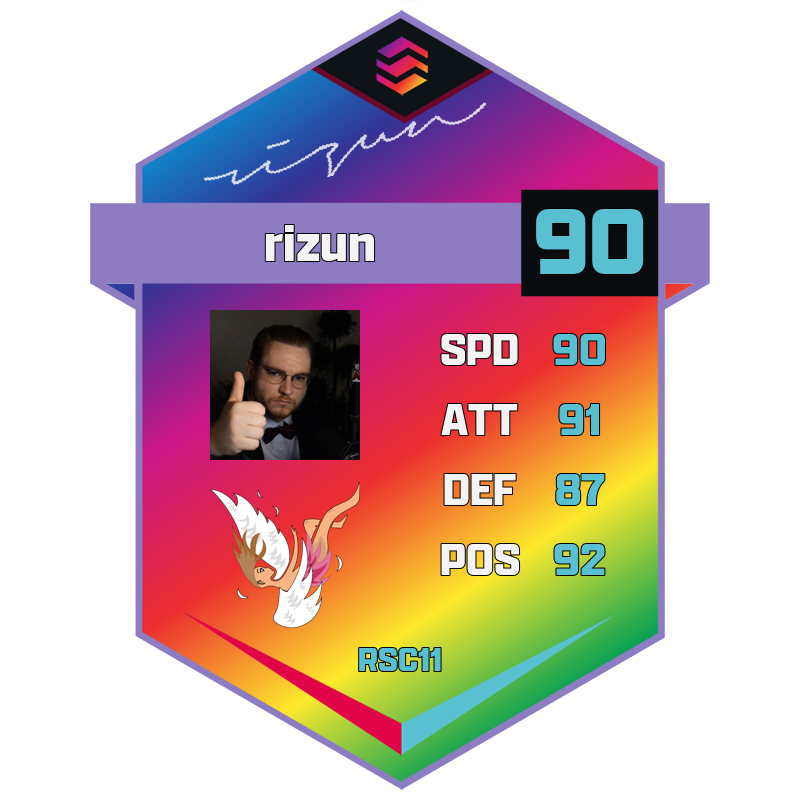 rizun
rizun 90
SPD 90
ATT 91
DEF 87
POS 92
RSC11